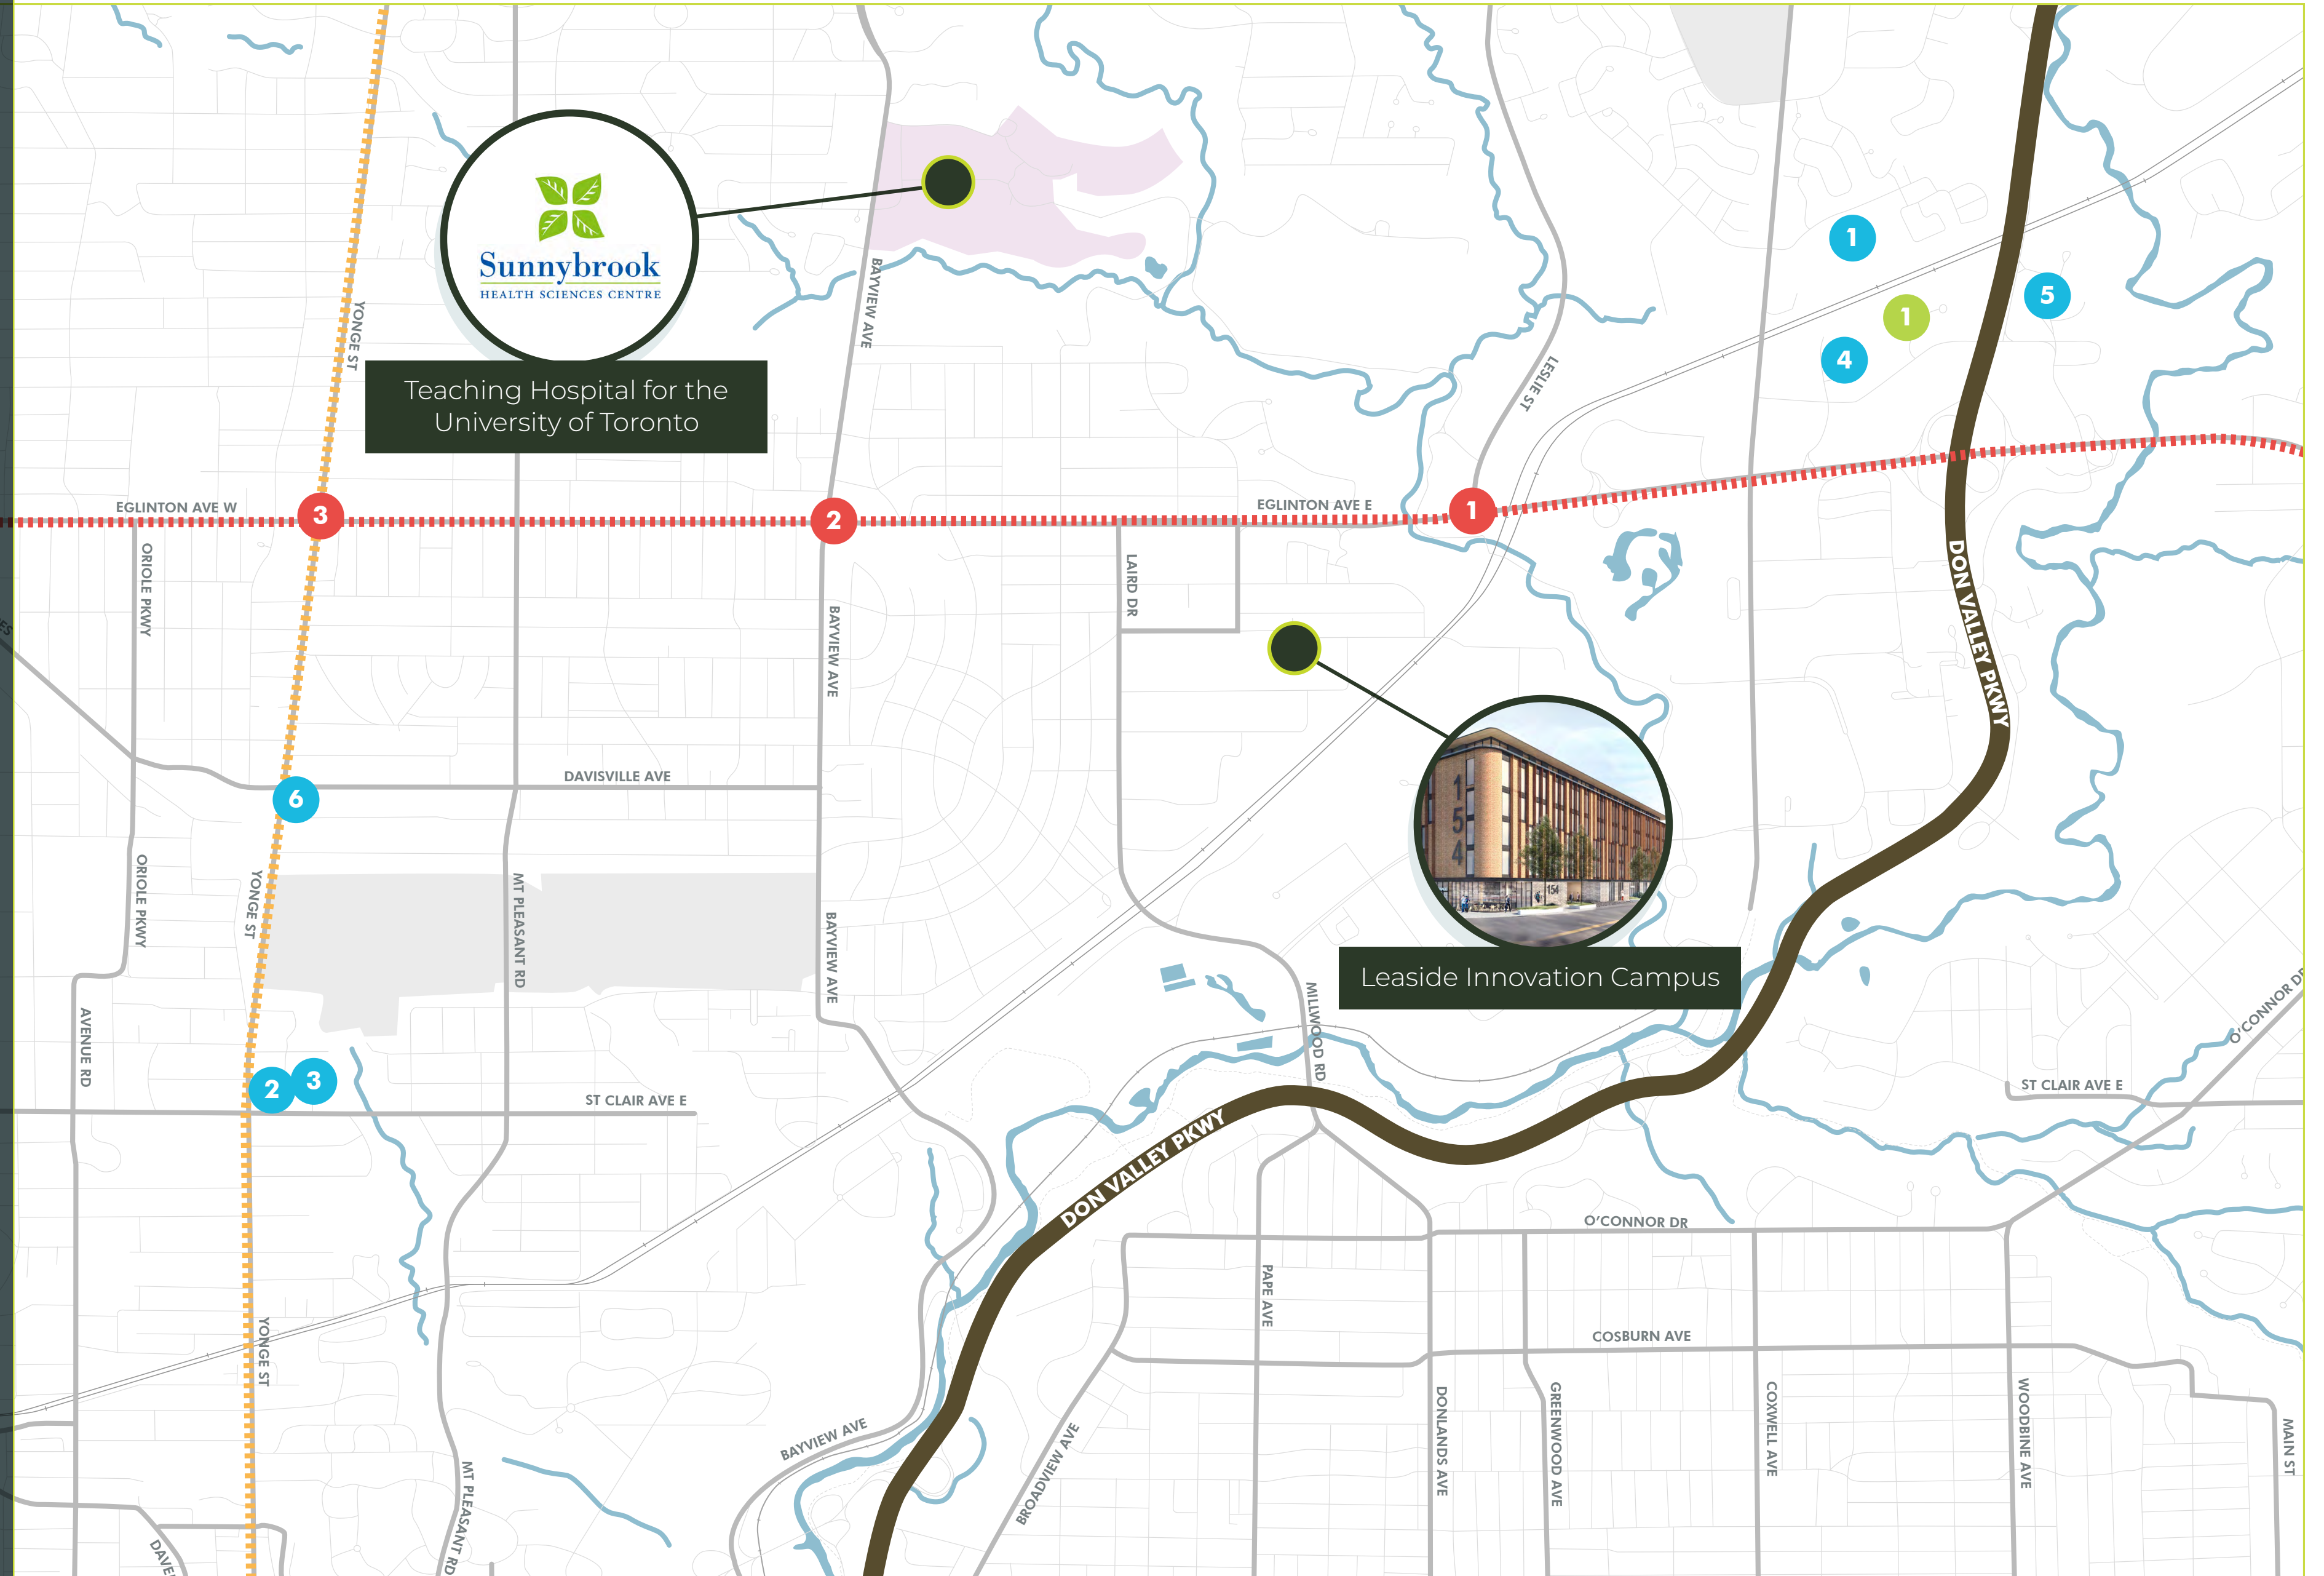 Sunnybrook
HEALTH SCIENCES CENTRE
Teaching Hospital for the
University of Toronto
YONGE ST
BAYVIEW AVE
LESLIE ST
1
5
1
4
EGLINTON AVE W
3
2
EGLINTON AVE E
1
ORIOLE PKWY
LAIRD DR
BAYVIEW AVE
DON VALLEY PKWY
DAVISVILLE AVE
6
154
154
Leaside Innovation Campus
ORIOLE PKWY
YONGE ST
MT PLEASANT RD
BAYVIEW AVE
MILLWOOD RD
O'CONNOR DR
AVENUE RD
2
3
ST CLAIR AVE E
ST CLAIR AVE E
DON VALLEY PKWY
O'CONNOR DR
PAPE AVE
YONGE ST
COSBURN AVE
BAYVIEW AVE
BROADVIEW AVE
DONLANDS AVE
GREENWOOD AVE
COXWELL AVE
WOODBINE AVE
MAIN ST
MT PLEASANT RD